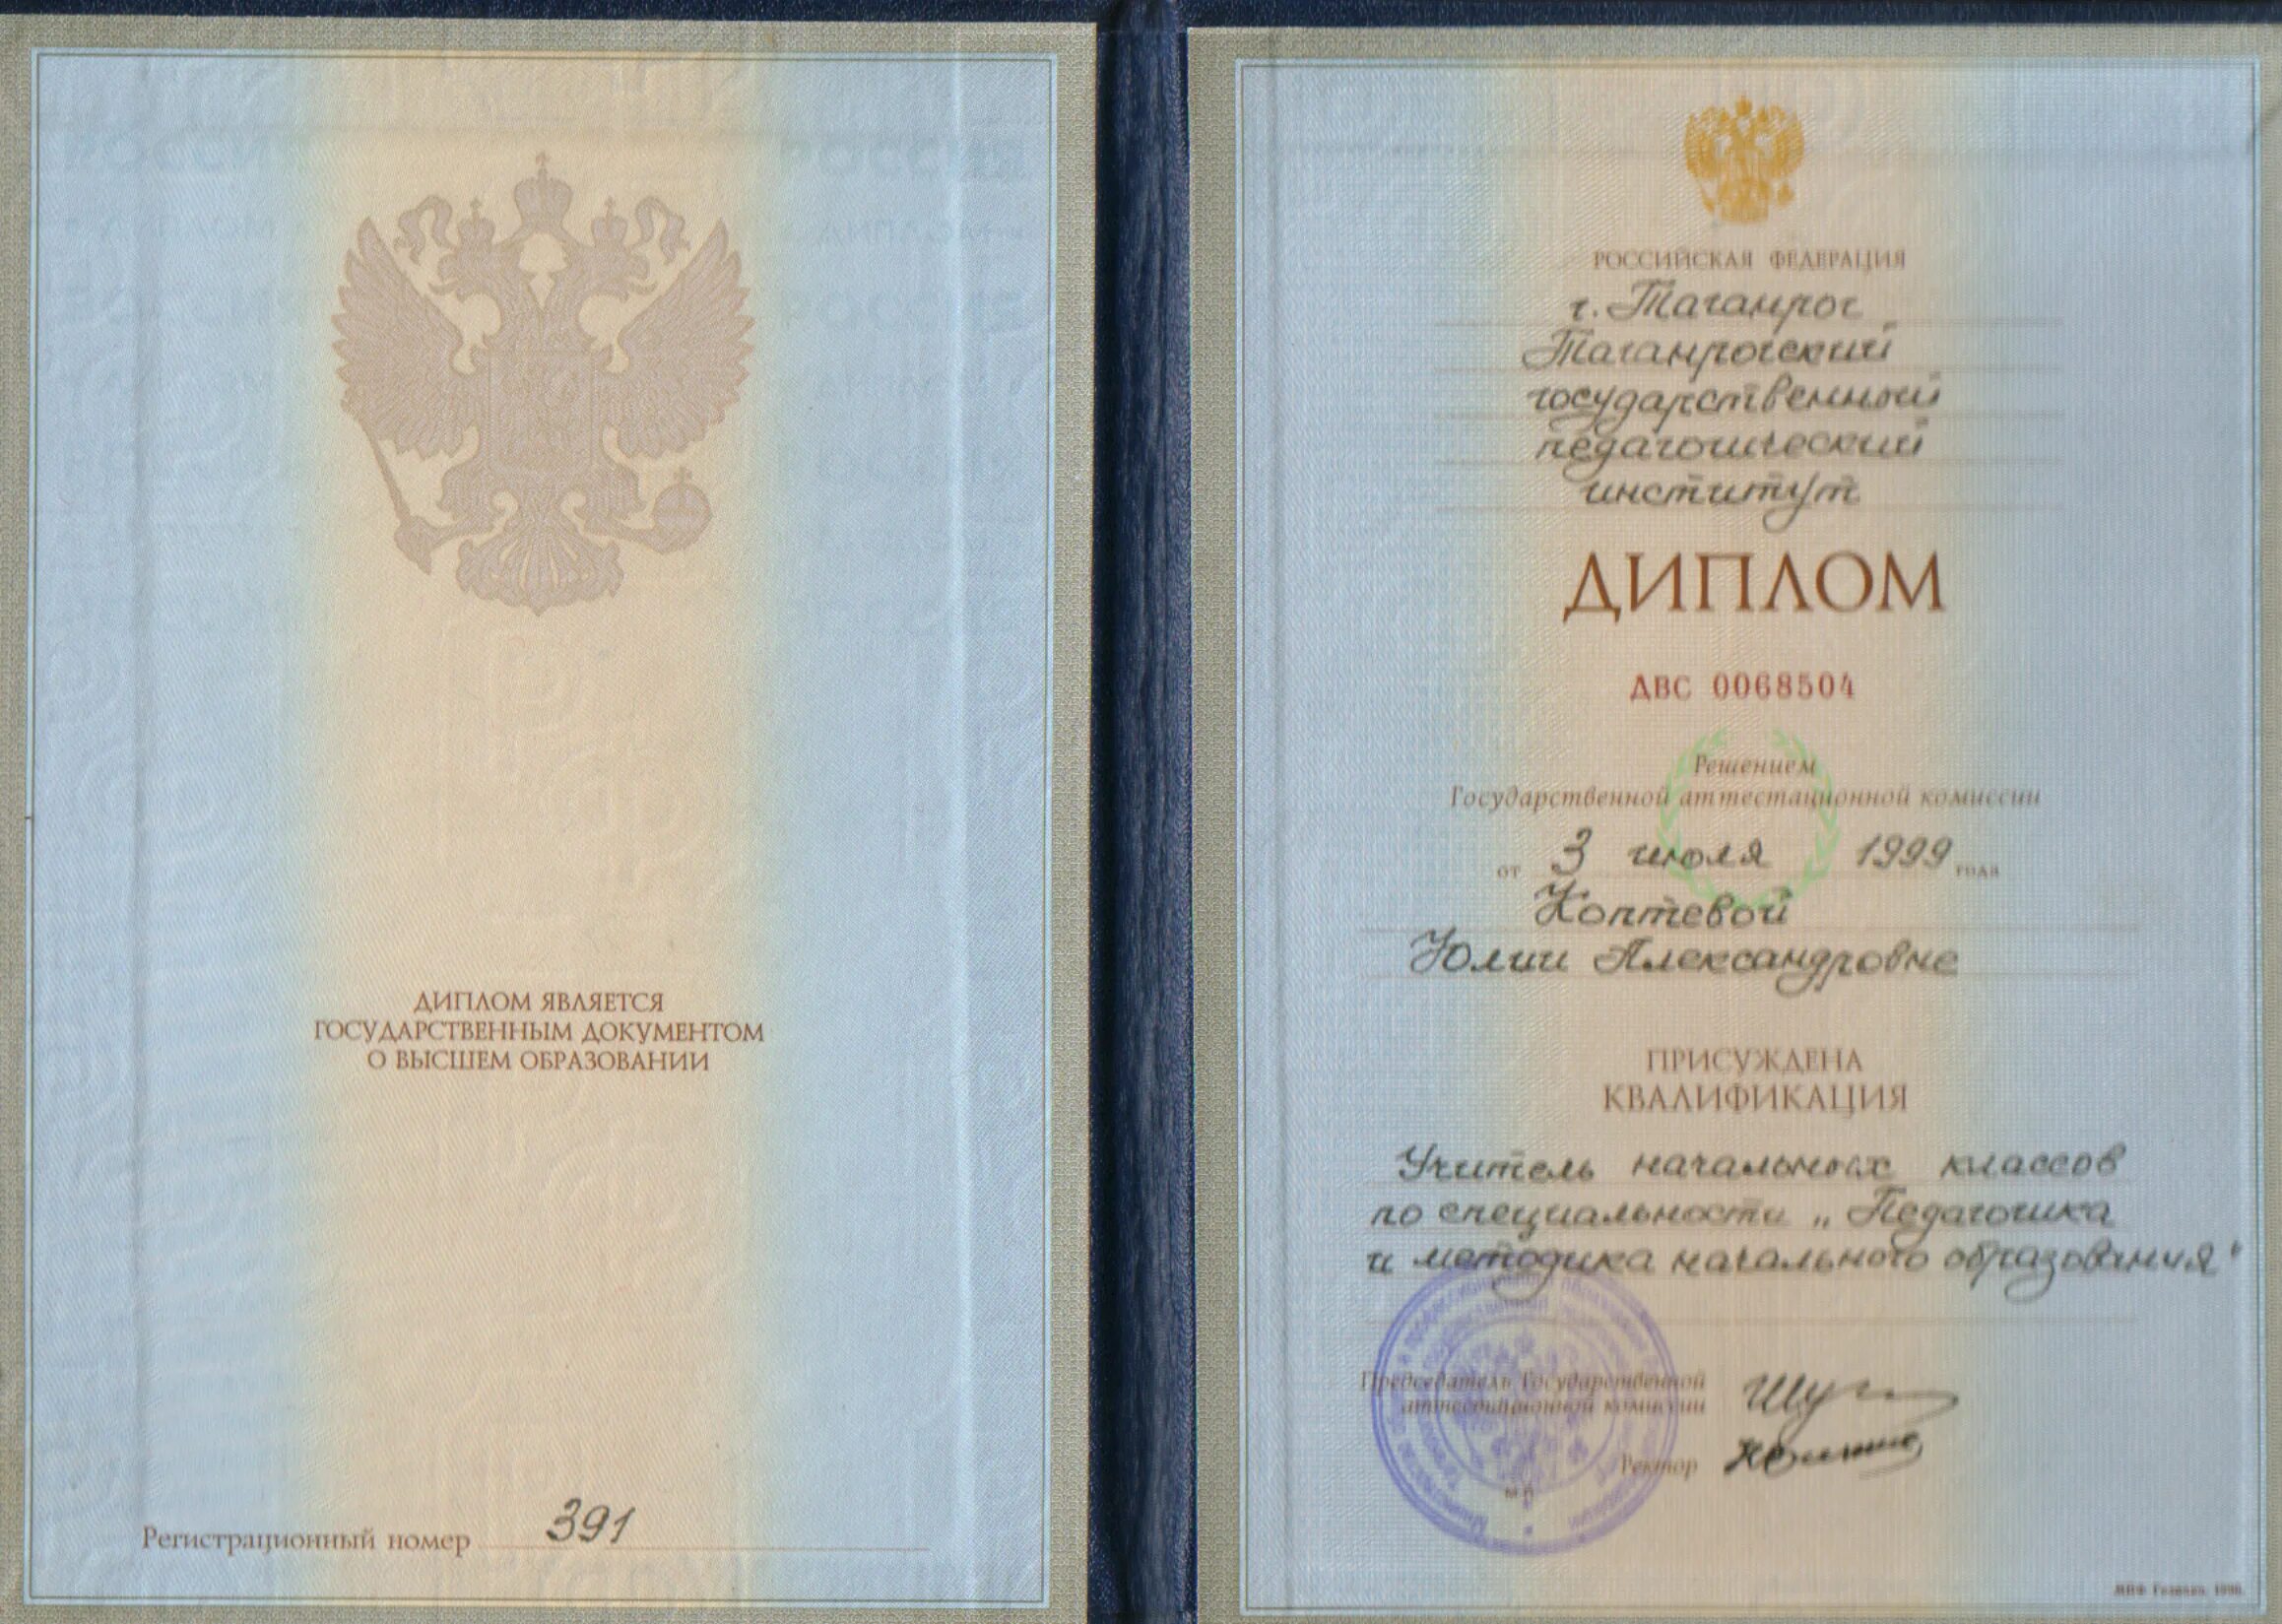 ДИПЛОМ ЯВЛЯЕТСЯ
ГОСУДАРСТВЕННЫМ ДОКУМЕНТОМ
О ВЫСШЕМ ОБРАЗОВАНИИ
Регистрационный номер 391
РОССИЙСКАЯ ФЕДЕРАЦИЯ
г. Таганрог
Таганрогский
государственный
педагогический
институт
ДИПЛОМ
ДВС 0068504
Решением
Государственной аттестационной комиссии
от 3 июля 1999 года
Коптевой
Юлии Александровне
ПРИСУЖДЕНА
КВАЛИФИКАЦИЯ
Учитель начальных классов
по специальности „Педагогика
и методика начального образования"
Председатель Государственной
аттестационной комиссии
Ректор
М.П.